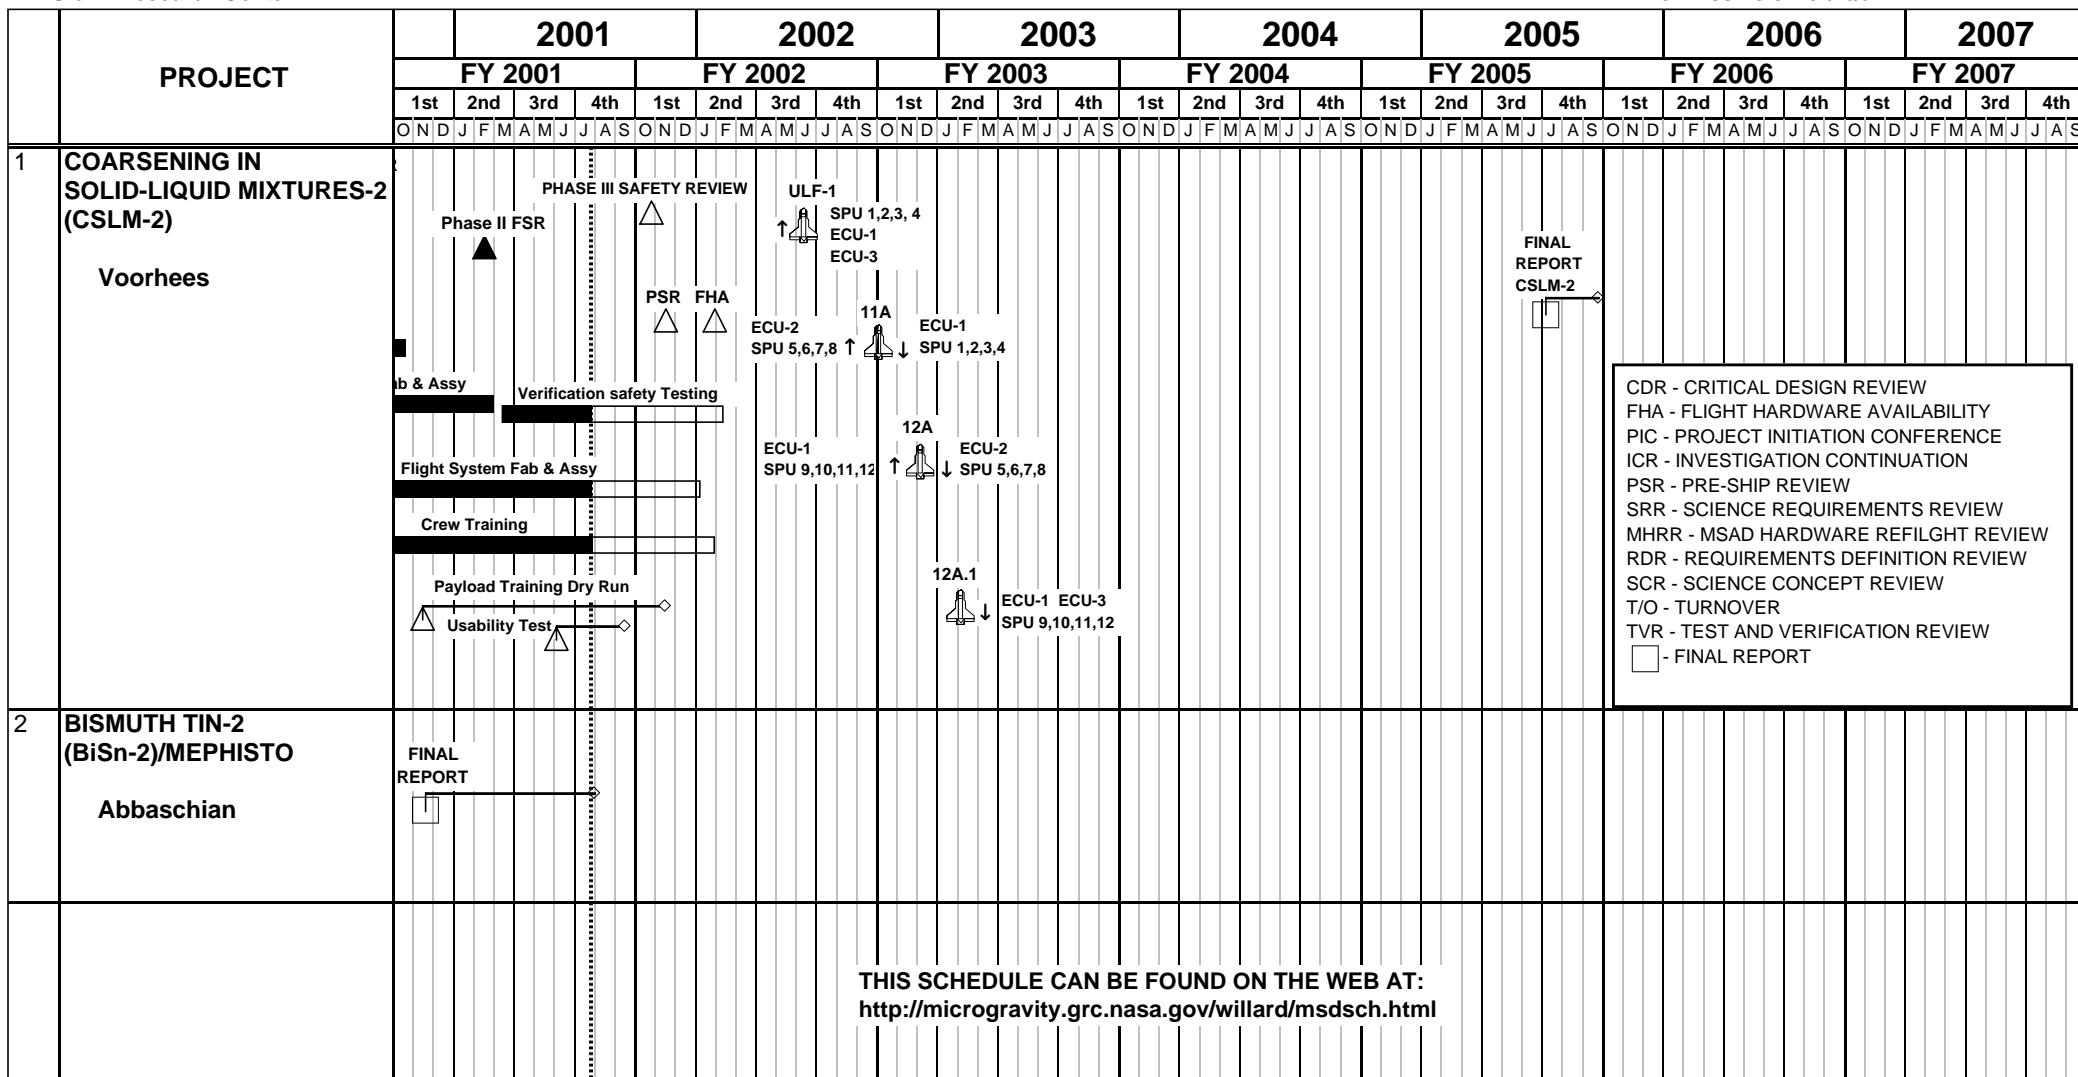 2001 2002 2003 2004 2005 2006 2007
PROJECT
FY 2001 FY 2002 FY 2003 FY 2004 FY 2005 FY 2006 FY 2007
1st 2nd 3rd 4th 1st 2nd 3rd 4th 1st 2nd 3rd 4th 1st 2nd 3rd 4th 1st 2nd 3rd 4th 1st 2nd 3rd 4th 1st 2nd 3rd 4th
O N D J F M A M J J A S O N D J F M A M J J A S O N D J F M A M J J A S O N D J F M A M J J A S O N D J F M A M J J A S O N D J F M A M J J A S O N D J F M A M J J A S
1 COARSENING IN
SOLID-LIQUID MIXTURES-2
(CSLM-2)
Voorhees
PHASE III SAFETY REVIEW
Phase II FSR
ULF-1
↑
SPU 1,2,3, 4
ECU-1
ECU-3
FINAL
REPORT
CSLM-2
PSR FHA
11A
ECU-2
SPU 5,6,7,8 ↑
↓ ECU-1
SPU 1,2,3,4
& Assy
Verification safety Testing
12A
ECU-1
SPU 9,10,11,12 ↑
↓ ECU-2
SPU 5,6,7,8
Flight System Fab & Assy
Crew Training
12A.1
↓ ECU-1 ECU-3
SPU 9,10,11,12
Payload Training Dry Run
Usability Test
CDR - CRITICAL DESIGN REVIEW
FHA - FLIGHT HARDWARE AVAILABILITY
PIC - PROJECT INITIATION CONFERENCE
ICR - INVESTIGATION CONTINUATION
PSR - PRE-SHIP REVIEW
SRR - SCIENCE REQUIREMENTS REVIEW
MHRR - MSAD HARDWARE REFILGHT REVIEW
RDR - REQUIREMENTS DEFINITION REVIEW
SCR - SCIENCE CONCEPT REVIEW
T/O - TURNOVER
TVR - TEST AND VERIFICATION REVIEW
- FINAL REPORT
2 BISMUTH TIN-2
(BiSn-2)/MEPHISTO
Abbaschian
FINAL
REPORT
THIS SCHEDULE CAN BE FOUND ON THE WEB AT:
http://microgravity.grc.nasa.gov/willard/msdsch.html